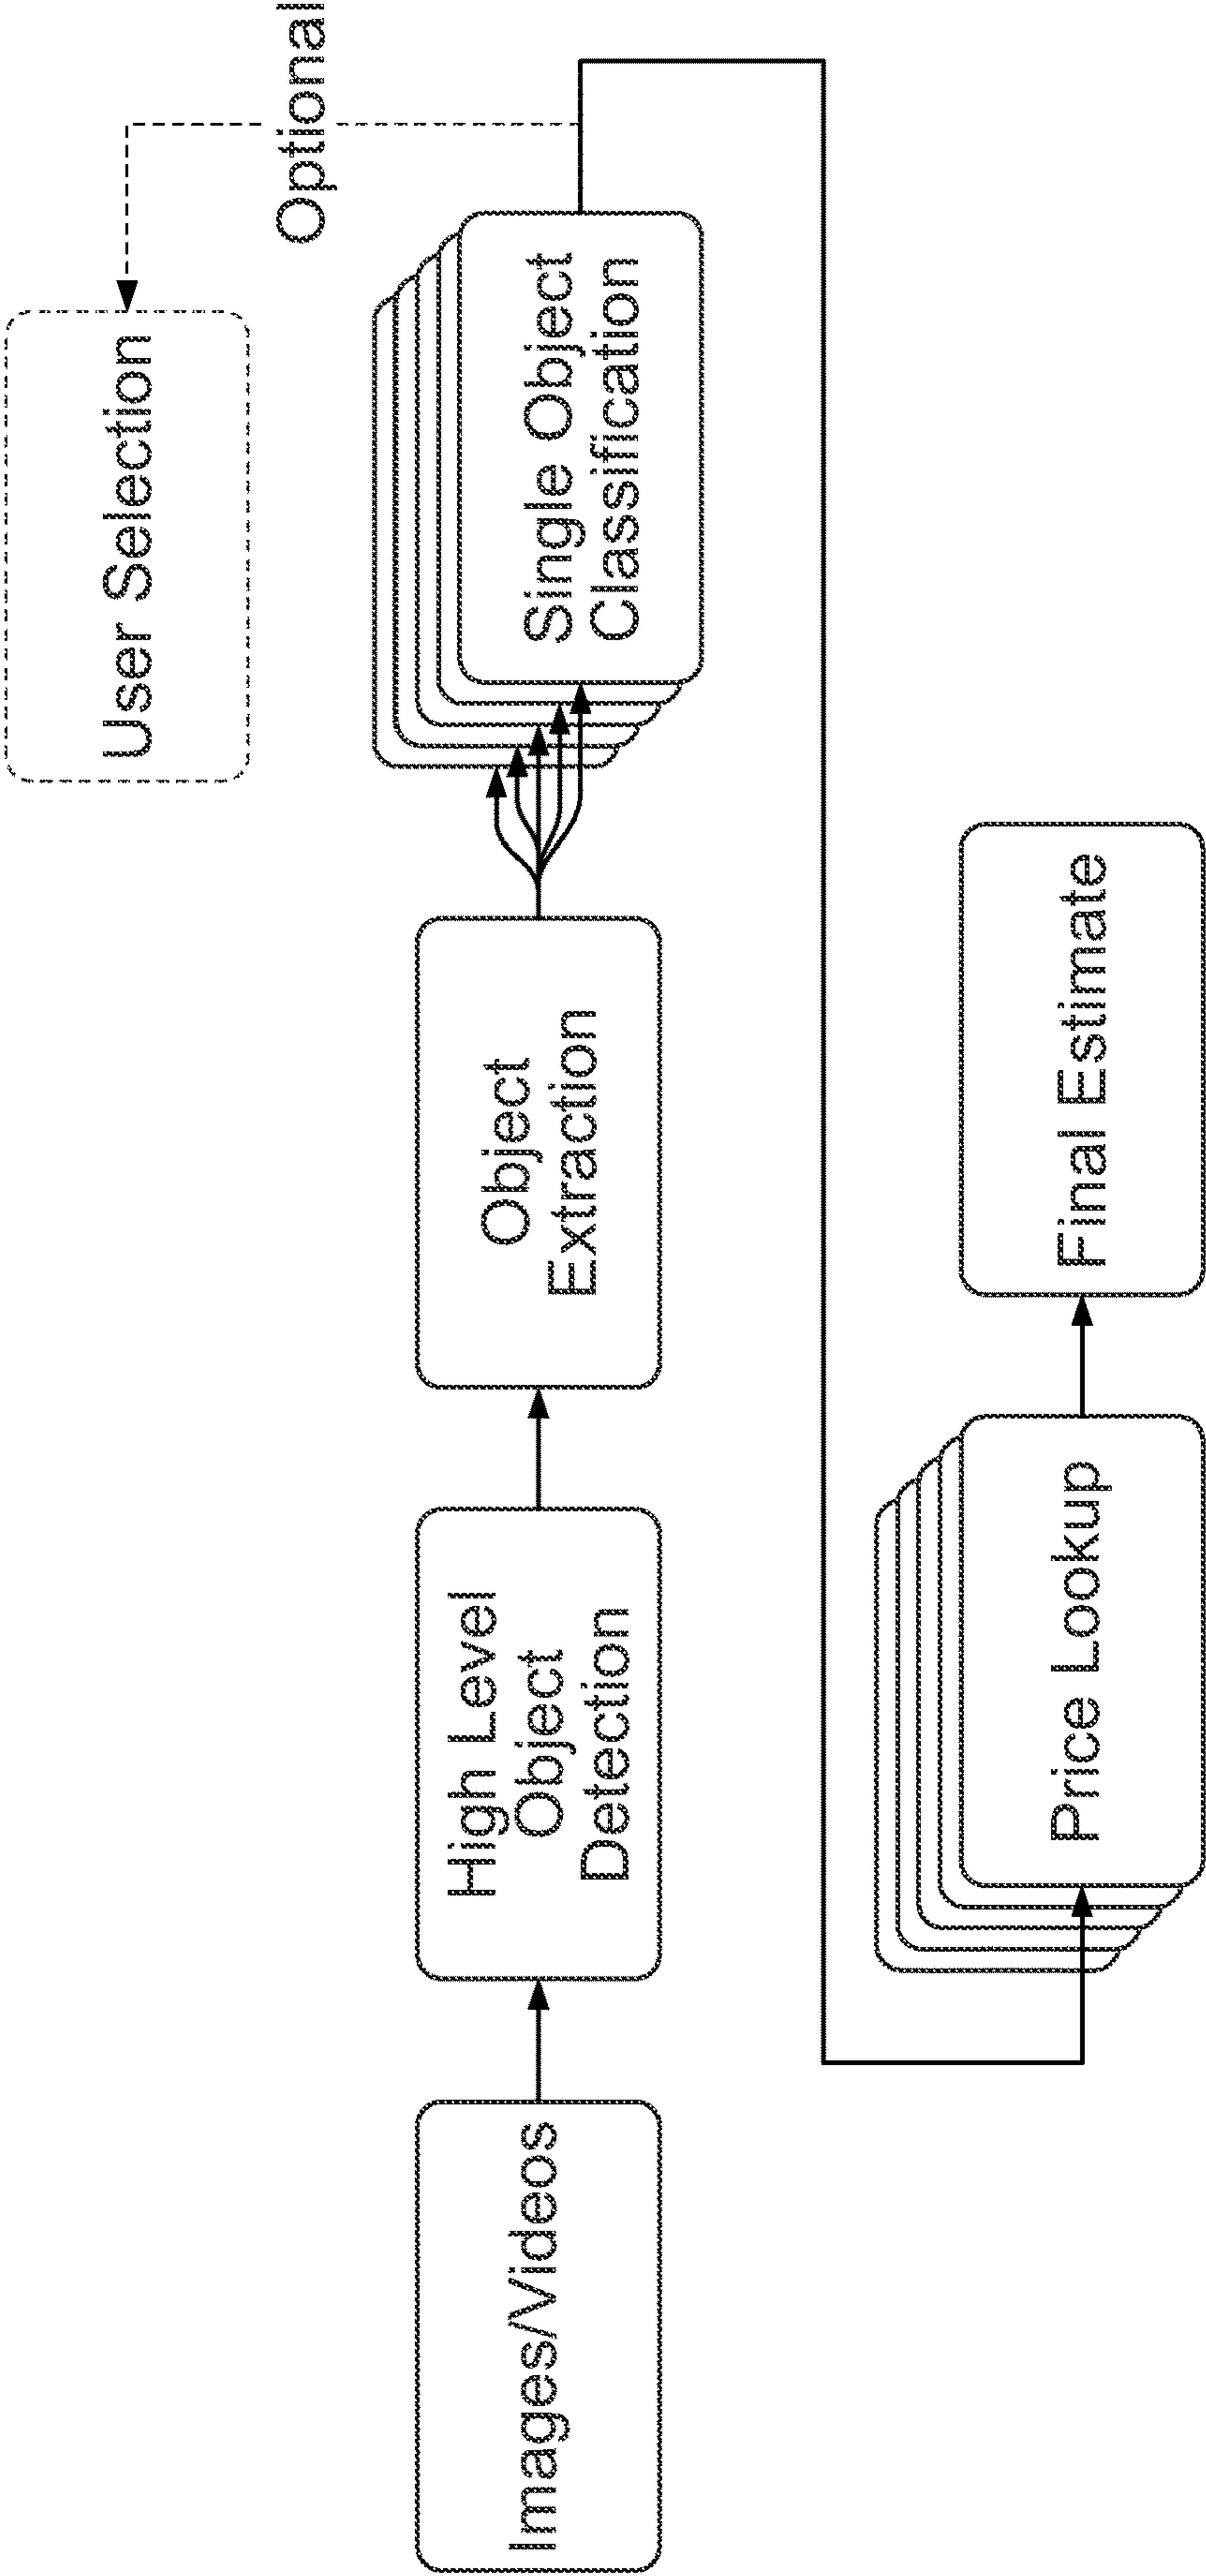 User Selection
Optional
Images/Videos
High Level
Object
Detection
Object
Extraction
Single Object
Classification
Price Lookup
Final Estimate